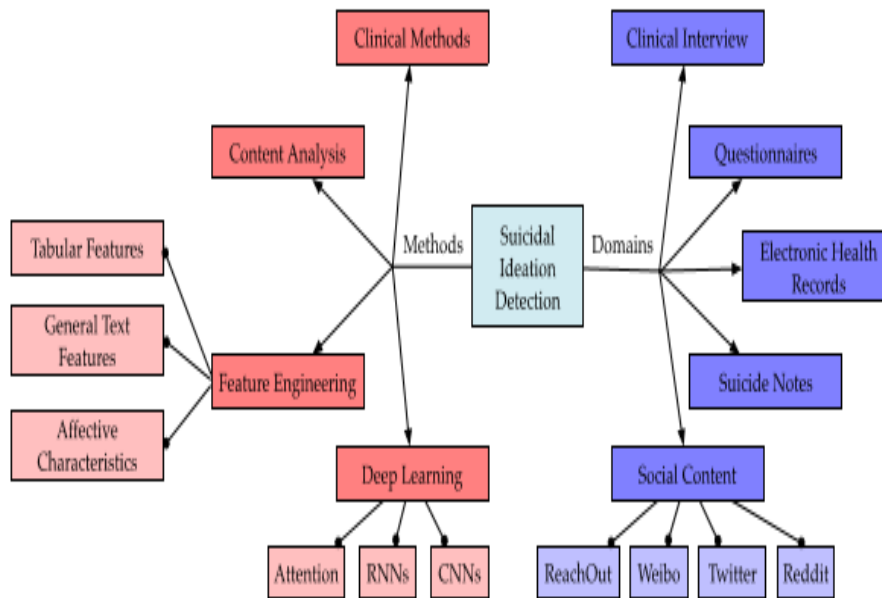 Clinical Methods
Clinical Interview
Content Analysis
Questionnaires
Tabular Features
Methods
Suicidal
Ideation
Detection
Domains
Electronic Health
Records
General Text
Features
Feature Engineering
Suicide Notes
Affective
Characteristics
Deep Learning
Social Content
Attention
RNNs
CNNs
ReachOut
Weibo
Twitter
Reddit